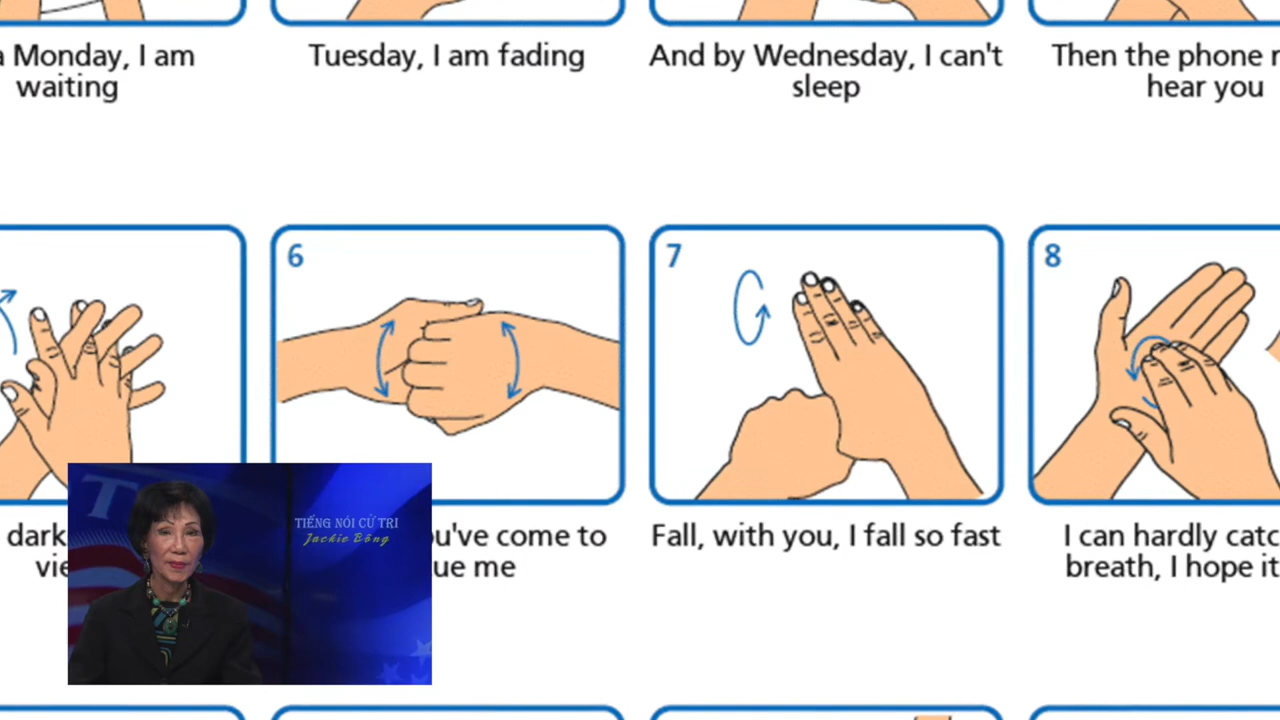 a Monday, I am
waiting
Tuesday, I am fading
And by Wednesday, I can't
sleep
Then the phone
hear you
6
7
8
dark
TIẾNG NÓI CỬ TRI
Jackie Bông
u've come to
ue me
Fall, with you, I fall so fast
I can hardly catc
breath, I hope it